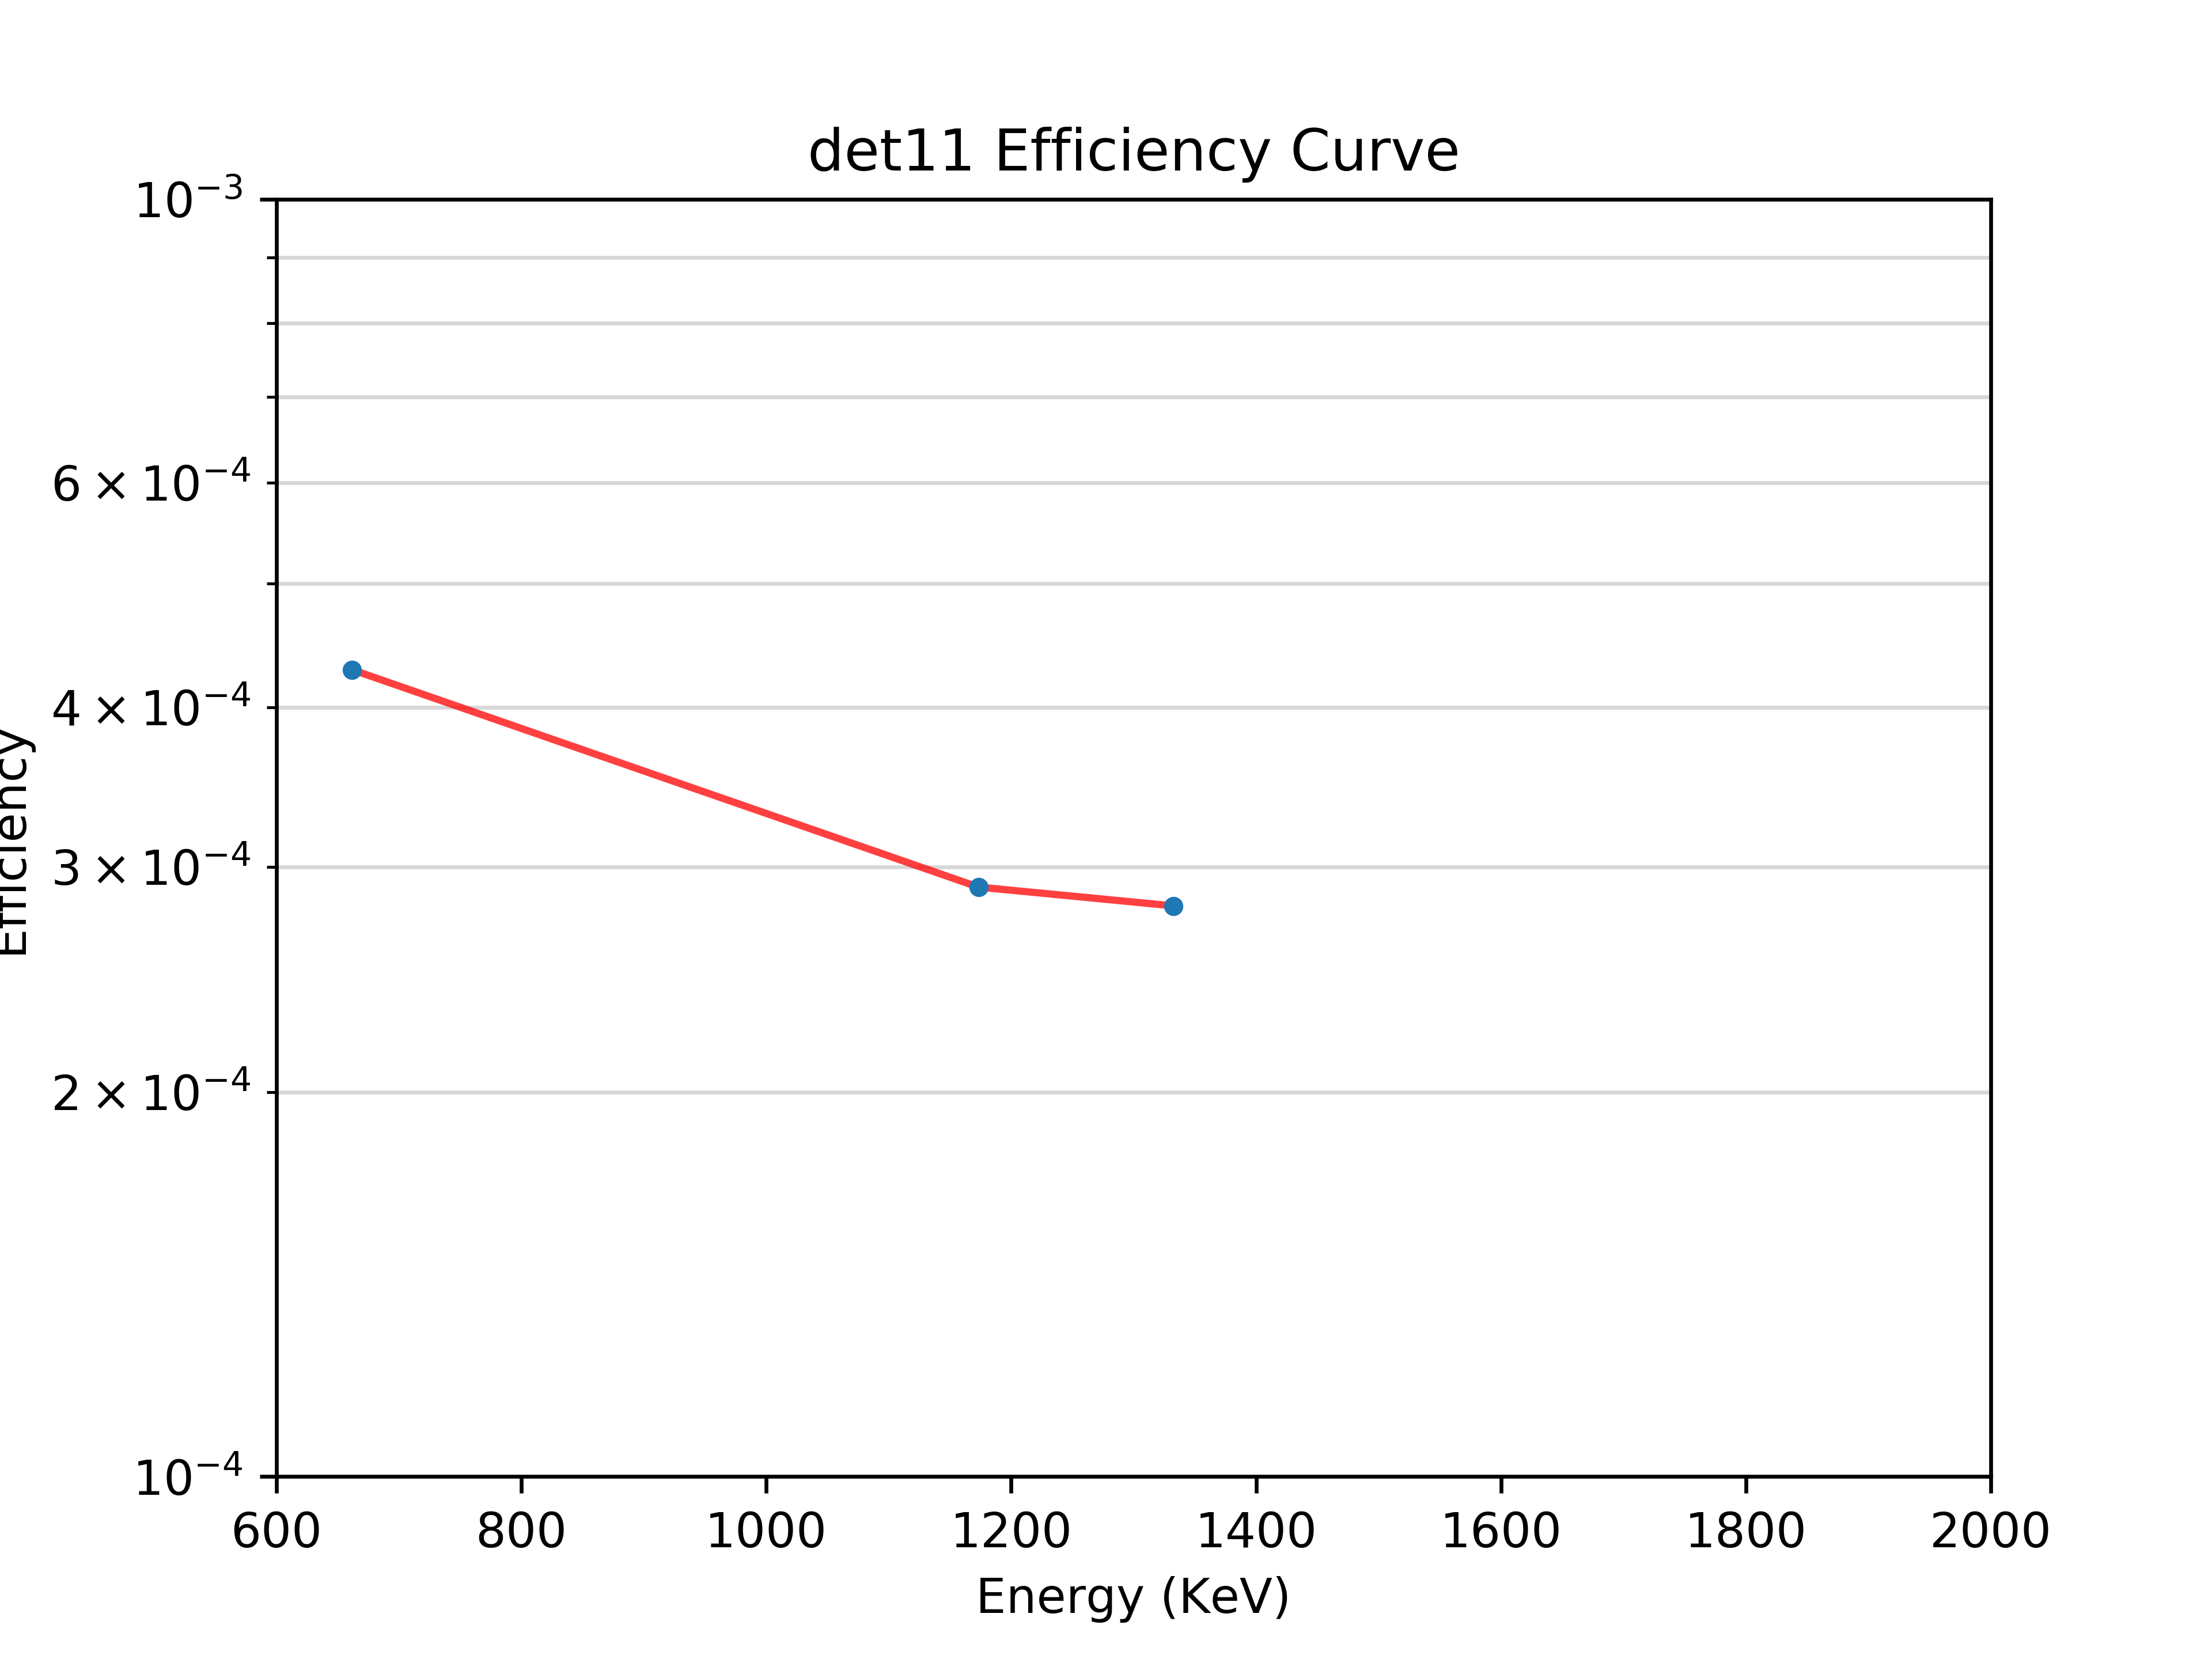 det11 Efficiency Curve
10⁻³
6 × 10⁻⁴
4 × 10⁻⁴
3 × 10⁻⁴
2 × 10⁻⁴
10⁻⁴
Efficiency
600 800 1000 1200 1400 1600 1800 2000
Energy (KeV)